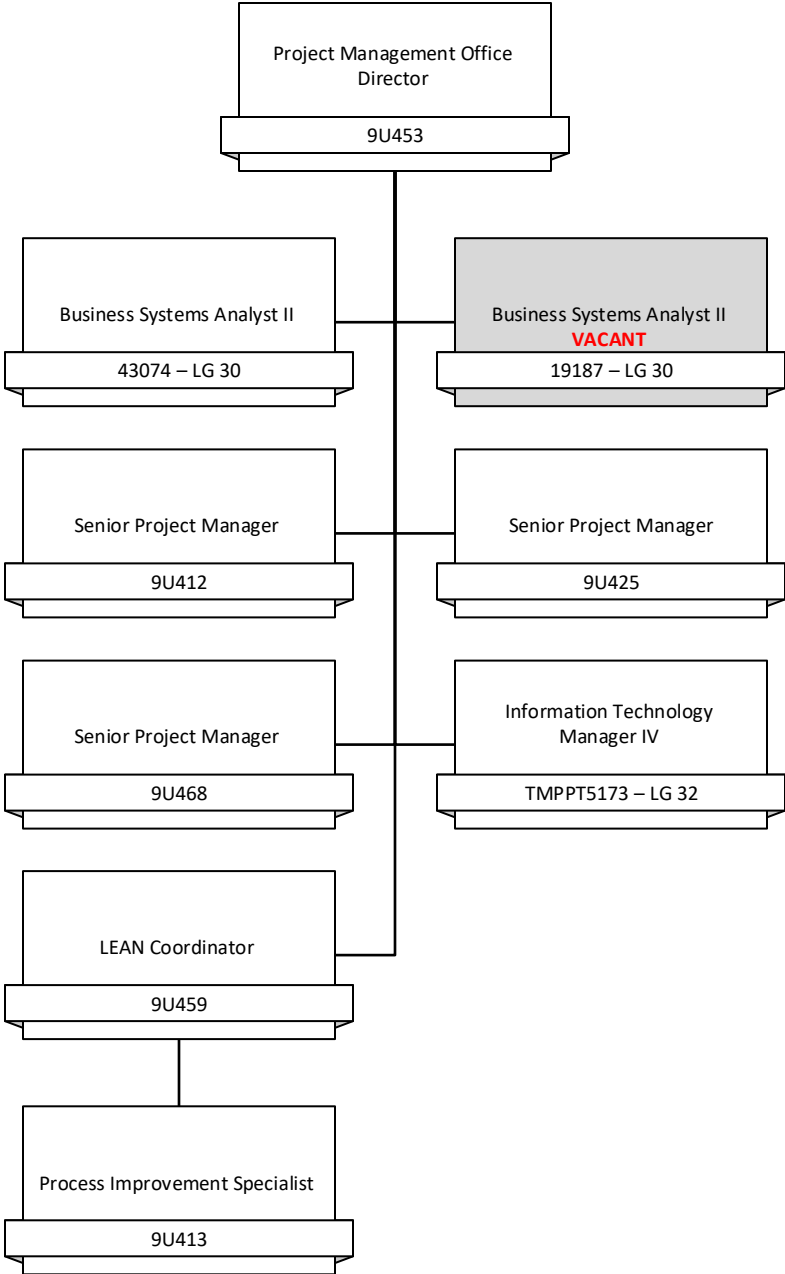 Project Management Office
Director
9U453
Business Systems Analyst II
43074 – LG 30
Business Systems Analyst II
VACANT
19187 – LG 30
Senior Project Manager
9U412
Senior Project Manager
9U425
Senior Project Manager
9U468
Information Technology
Manager IV
TMPPT5173 – LG 32
LEAN Coordinator
9U459
Process Improvement Specialist
9U413